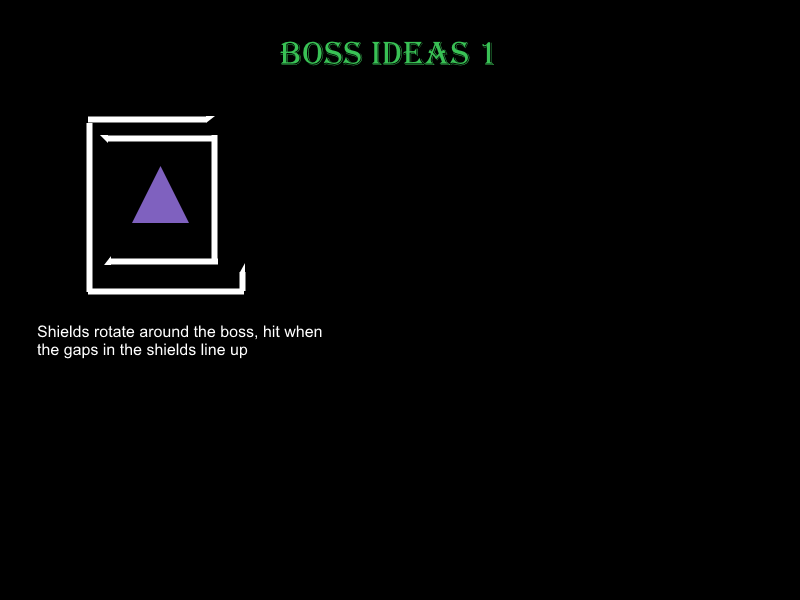 BOSS IDEAS 1
Shields rotate around the boss, hit when
the gaps in the shields line up